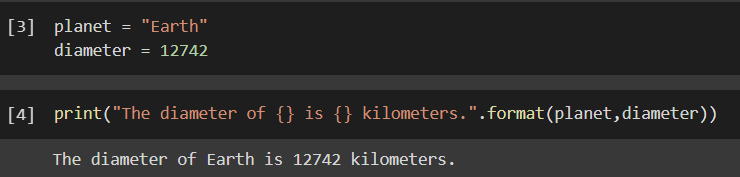 [3] planet = "Earth"
diameter = 12742
[4] print("The diameter of {} is {} kilometers.".format(planet,diameter))
The diameter of Earth is 12742 kilometers.